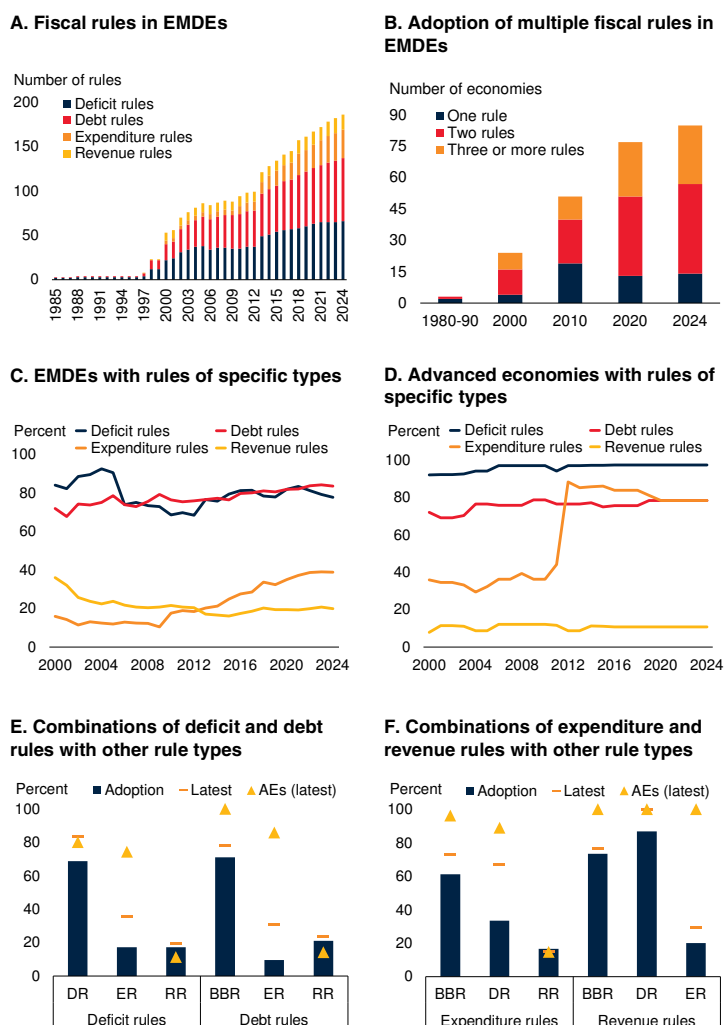 A. Fiscal rules in EMDEs
Number of rules
200
150
100
50
0
Deficit rules
Debt rules
Expenditure rules
Revenue rules
1985
1988
1991
1994
1997
2000
2003
2006
2009
2012
2015
2018
2021
2024
B. Adoption of multiple fiscal rules in
EMDEs
Number of economies
90
75
60
45
30
15
0
One rule
Two rules
Three or more rules
1980-90 2000 2010 2020 2024
C. EMDEs with rules of specific types
Percent
Deficit rules Debt rules
Expenditure rules Revenue rules
100
80
60
40
20
0
2000 2004 2008 2012 2016 2020 2024
D. Advanced economies with rules of
specific types
Percent
Deficit rules Debt rules
Expenditure rules Revenue rules
100
80
60
40
20
0
2000 2004 2008 2012 2016 2020 2024
E. Combinations of deficit and debt
rules with other rule types
Percent
Adoption Latest AEs (latest)
100
80
60
40
20
0
DR ER RR BBR ER RR
Deficit rules Debt rules
F. Combinations of expenditure and
revenue rules with other rule types
Percent
Adoption Latest AEs (latest)
100
80
60
40
20
0
BBR DR RR BBR DR ER
Expenditure rules Revenue rules